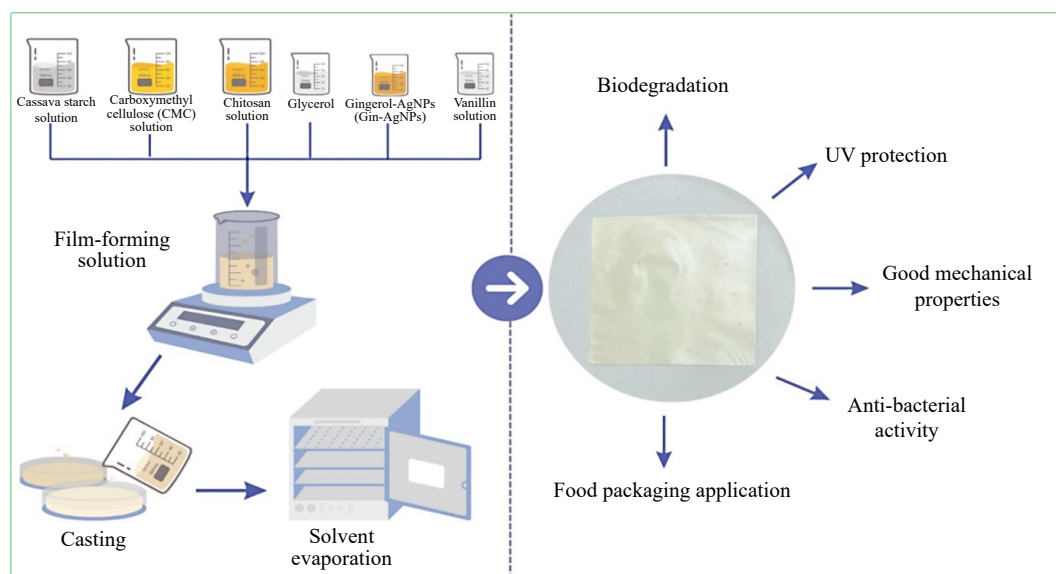 Cassava starch
solution
Carboxymethyl
cellulose (CMC)
solution
Chitosan
solution
Glycerol
Gingerol-AgNPs
(Gin-AgNPs)
Vanillin
solution
Film-forming
solution
Casting
Solvent
evaporation
Biodegradation
UV protection
Good mechanical
properties
Anti-bacterial
activity
Food packaging application